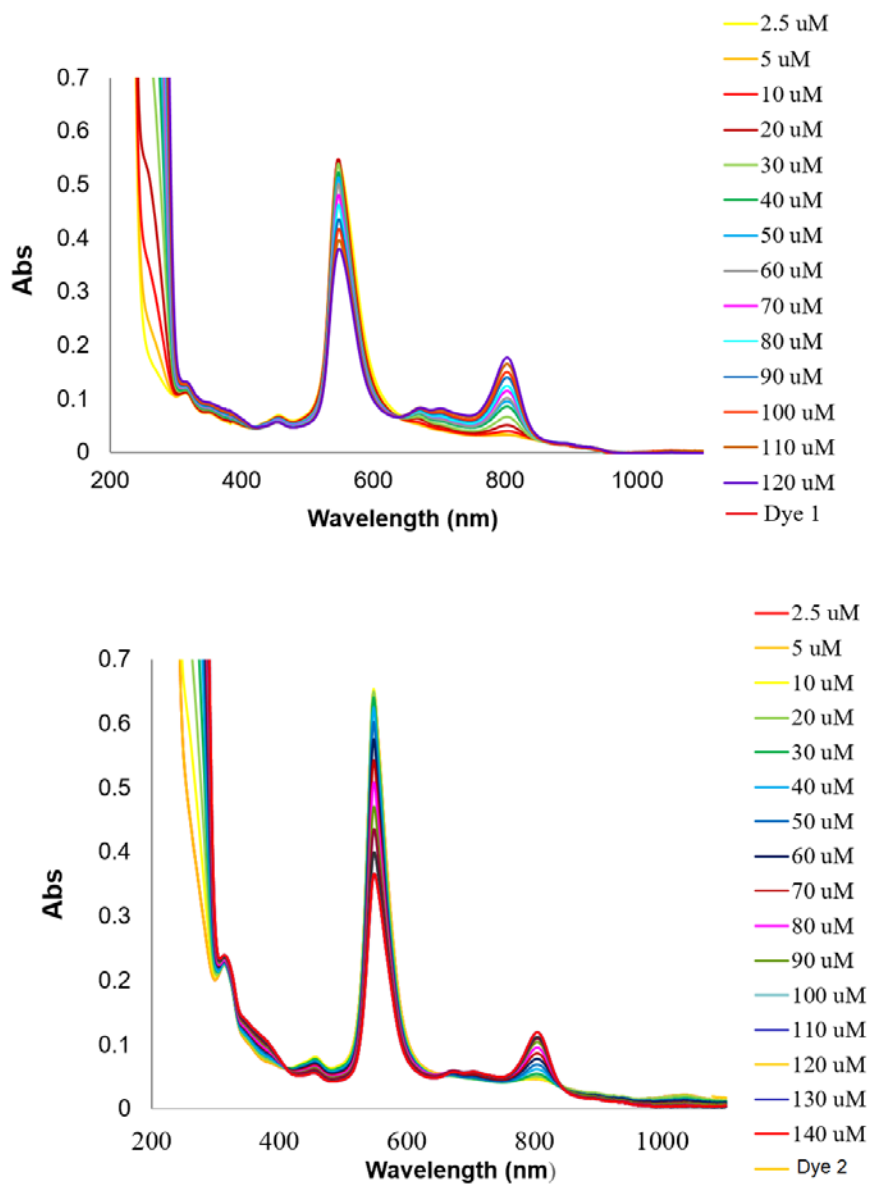 2.5 uM
5 uM
10 uM
20 uM
30 uM
40 uM
50 uM
60 uM
70 uM
80 uM
90 uM
100 uM
110 uM
120 uM
Dye 1
0.7
0.6
0.5
0.4
0.3
0.2
0.1
0
Abs
200 400 600 800 1000
Wavelength (nm)
2.5 uM
5 uM
10 uM
20 uM
30 uM
40 uM
50 uM
60 uM
70 uM
80 uM
90 uM
100 uM
110 uM
120 uM
130 uM
140 uM
Dye 2
0.7
0.6
0.5
0.4
0.3
0.2
0.1
0
Abs
200 400 600 800 1000
Wavelength (nm)